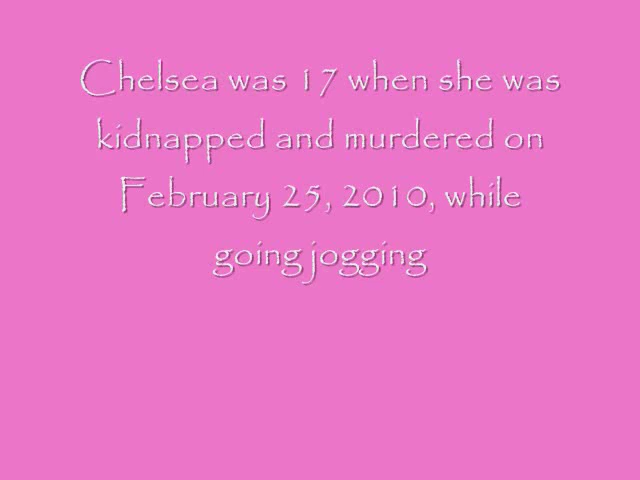 Chelsea was 17 when she was
kidnapped and murdered on
February 25, 2010, while
going jogging